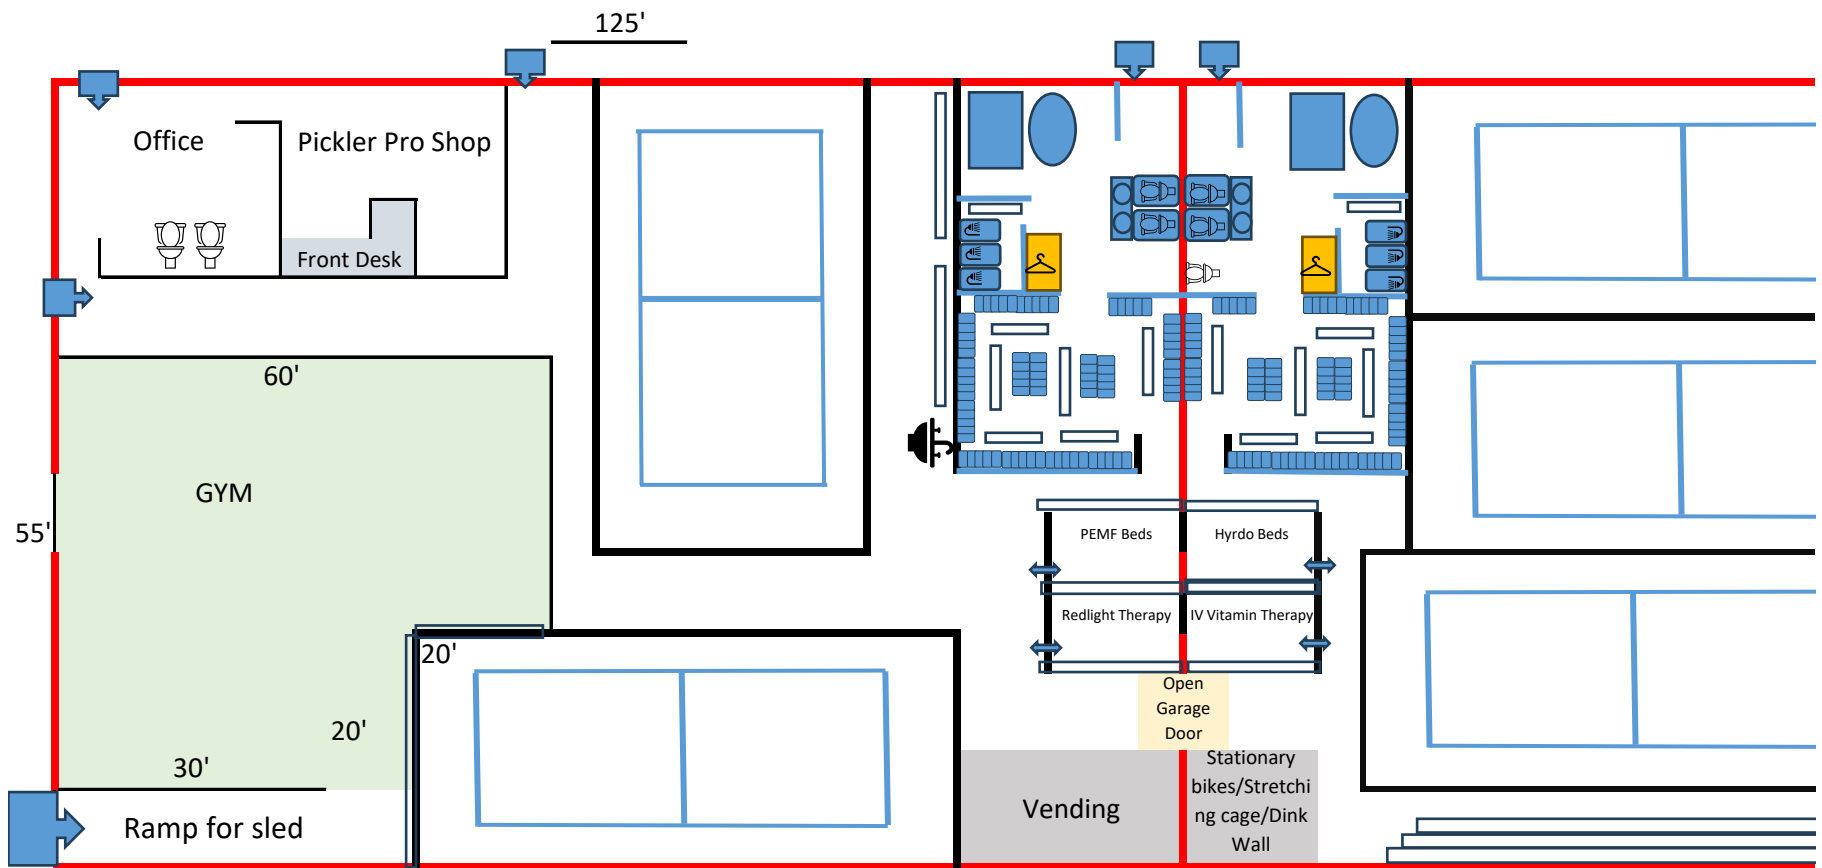 125'
Office
Pickler Pro Shop
Front Desk
60'
GYM
55'
PEMF Beds
Hyrdo Beds
Redlight Therapy
IV Vitamin Therapy
20'
Open
Garage
Door
20'
30'
Stationary
bikes/Stretchi
ng cage/Dink
Wall
Vending
Ramp for sled